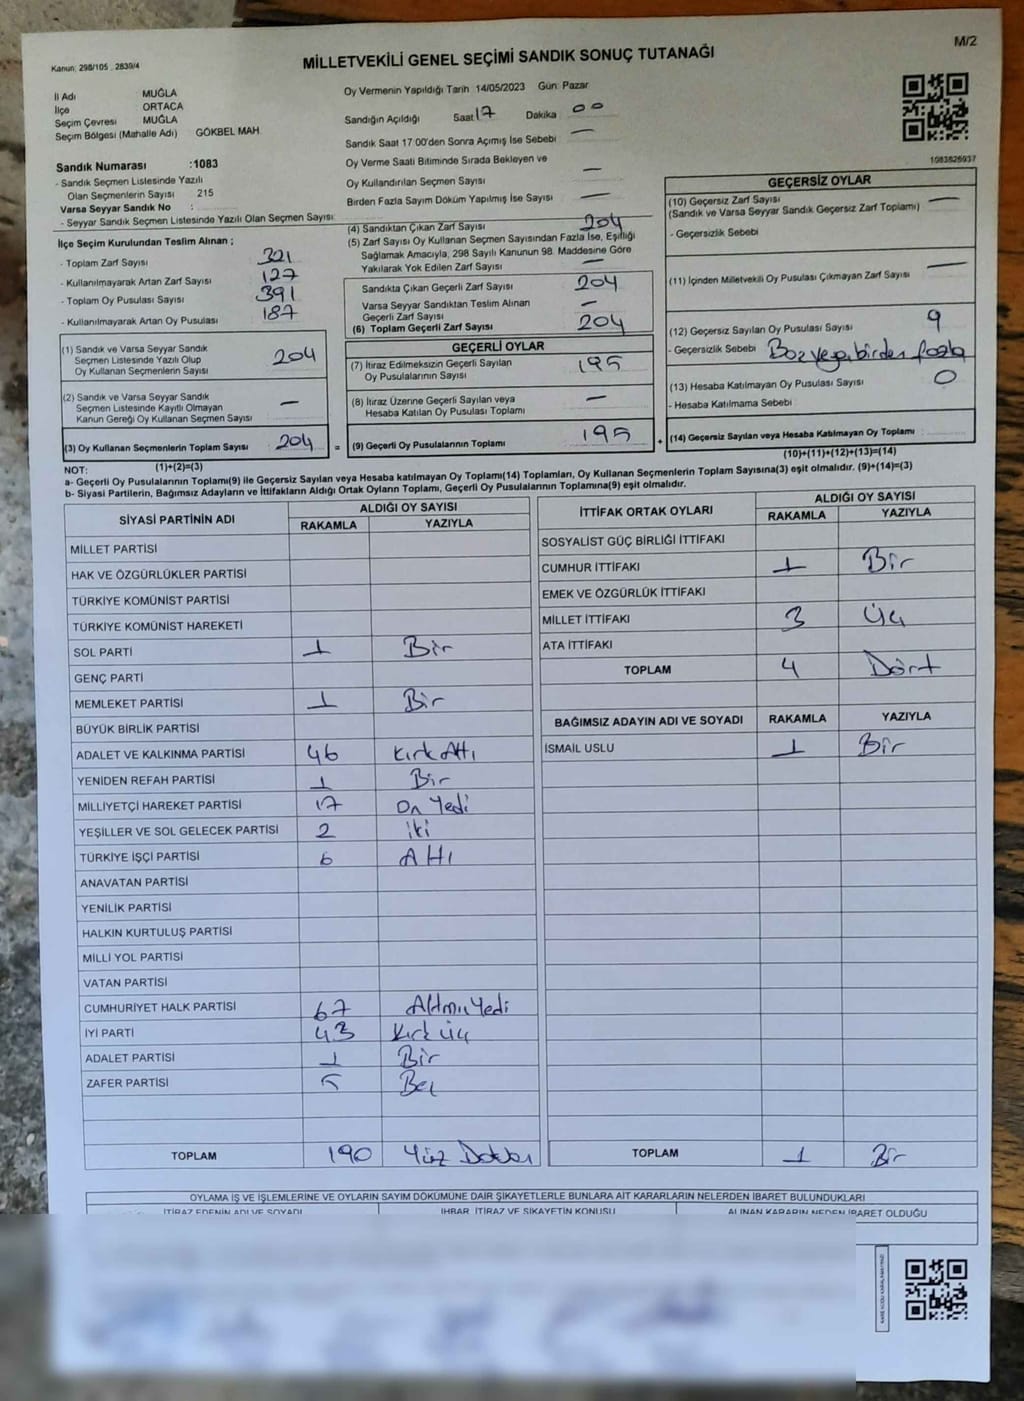 M/2
Kanun: 298/105 , 2839/4
MİLLETVEKİLİ GENEL SEÇİMİ SANDIK SONUÇ TUTANAĞI
İl Adı MUĞLA
İlçe ORTACA
Seçim Çevresi MUĞLA
Seçim Bölgesi (Mahalle Adı) GÖKBEL MAH.
Sandık Numarası :1083
- Sandık Seçmen Listesinde Yazılı
Olan Seçmenlerin Sayısı 215
Varsa Seyyar Sandık No :
- Seyyar Sandık Seçmen Listesinde Yazılı Olan Seçmen Sayısı:
İlçe Seçim Kurulundan Teslim Alınan ;
- Toplam Zarf Sayısı 321
- Kullanılmayarak Artan Zarf Sayısı 127
- Toplam Oy Pusulası Sayısı 391
- Kullanılmayarak Artan Oy Pusulası 187
(1) Sandık ve Varsa Seyyar Sandık
Seçmen Listesinde Yazılı Olup
Oy Kullanan Seçmenlerin Sayısı 204
(2) Sandık ve Varsa Seyyar Sandık
Seçmen Listesinde Kayıtlı Olmayan
Kanun Gereği Oy Kullanan Seçmen Sayısı –
(3) Oy Kullanan Seçmenlerin Toplam Sayısı 204 =
(1)+(2)=(3)
Oy Vermenin Yapıldığı Tarih 14/05/2023 Gün: Pazar
Sandığın Açıldığı Saat 17 Dakika 00
Sandık Saat 17:00'den Sonra Açımış İse Sebebi —
Oy Verme Saati Bitiminde Sırada Bekleyen ve
Oy Kullandırılan Seçmen Sayısı —
Birden Fazla Sayım Döküm Yapılmış İse Sayısı —
(4) Sandıktan Çıkan Zarf Sayısı 204
(5) Zarf Sayısı Oy Kullanan Seçmen Sayısından Fazla İse, Eşitliği
Sağlamak Amacıyla, 298 Sayılı Kanunun 98. Maddesine Göre
Yakılarak Yok Edilen Zarf Sayısı —
Sandıkta Çıkan Geçerli Zarf Sayısı 204
Varsa Seyyar Sandıktan Teslim Alınan
Geçerli Zarf Sayısı –
(6) Toplam Geçerli Zarf Sayısı 204
GEÇERLİ OYLAR
(7) İtiraz Edilmeksizin Geçerli Sayılan
Oy Pusulalarının Sayısı 195
(8) İtiraz Üzerine Geçerli Sayılan veya
Hesaba Katılan Oy Pusulası Toplamı –
(9) Geçerli Oy Pusulalarının Toplamı 195 +
1083826937
GEÇERSİZ OYLAR
(10) Geçersiz Zarf Sayısı —
(Sandık ve Varsa Seyyar Sandık Geçersiz Zarf Toplamı)
- Geçersizlik Sebebi
(11) İçinden Milletvekili Oy Pusulası Çıkmayan Zarf Sayısı —
(12) Geçersiz Sayılan Oy Pusulası Sayısı 9
- Geçersizlik Sebebi Boz veya birden fazla
(13) Hesaba Katılmayan Oy Pusulası Sayısı 0
- Hesaba Katılmama Sebebi
(14) Geçersiz Sayılan veya Hesaba Katılmayan Oy Toplamı :
(10)+(11)+(12)+(13)=(14)
NOT:
a- Geçerli Oy Pusulalarının Toplamı(9) ile Geçersiz Sayılan veya Hesaba katılmayan Oy Toplamı(14) Toplamları, Oy Kullanan Seçmenlerin Toplam Sayısına(3) eşit olmalıdır. (9)+(14)=(3)
b- Siyasi Partilerin, Bağımsız Adayların ve İttifakların Aldığı Ortak Oyların Toplamı, Geçerli Oy Pusulalarının Toplamına(9) eşit olmalıdır.
SİYASİ PARTİNİN ADI ALDIĞI OY SAYISI
RAKAMLA YAZIYLA
MİLLET PARTİSİ
HAK VE ÖZGÜRLÜKLER PARTİSİ
TÜRKİYE KOMÜNİST PARTİSİ
TÜRKİYE KOMÜNİST HAREKETİ
SOL PARTİ 1 Bir
GENÇ PARTİ
MEMLEKET PARTİSİ 1 Bir
BÜYÜK BİRLİK PARTİSİ
ADALET VE KALKINMA PARTİSİ 46 Kırk Altı
YENİDEN REFAH PARTİSİ 1 Bir
MİLLİYETÇİ HAREKET PARTİSİ 17 On Yedi
YEŞİLLER VE SOL GELECEK PARTİSİ 2 İki
TÜRKİYE İŞÇİ PARTİSİ 6 Altı
ANAVATAN PARTİSİ
YENİLİK PARTİSİ
HALKIN KURTULUŞ PARTİSİ
MİLLİ YOL PARTİSİ
VATAN PARTİSİ
CUMHURİYET HALK PARTİSİ 67 Altmış Yedi
İYİ PARTİ 43 Kırk Üç
ADALET PARTİSİ 1 Bir
ZAFER PARTİSİ 5 Beş
TOPLAM 190 Yüz Doksan
İTTİFAK ORTAK OYLARI ALDIĞI OY SAYISI
RAKAMLA YAZIYLA
SOSYALİST GÜÇ BİRLİĞİ İTTİFAKI
CUMHUR İTTİFAKI 1 Bir
EMEK VE ÖZGÜRLÜK İTTİFAKI
MİLLET İTTİFAKI 3 Üç
ATA İTTİFAKI
TOPLAM 4 Dört
BAĞIMSIZ ADAYIN ADI VE SOYADI RAKAMLA YAZIYLA
İSMAİL USLU 1 Bir
TOPLAM 1 Bir
OYLAMA İŞ VE İŞLEMLERİNE VE OYLARIN SAYIM DÖKÜMÜNE DAİR ŞİKAYETLERLE BUNLARA AİT KARARLARIN NELERDEN İBARET BULUNDUKLARI
İTİRAZ EDENİN ADI VE SOYADI İHBAR, İTİRAZ VE ŞİKAYETİN KONUSU ALINAN KARARIN NEDEN İBARET OLDUĞU